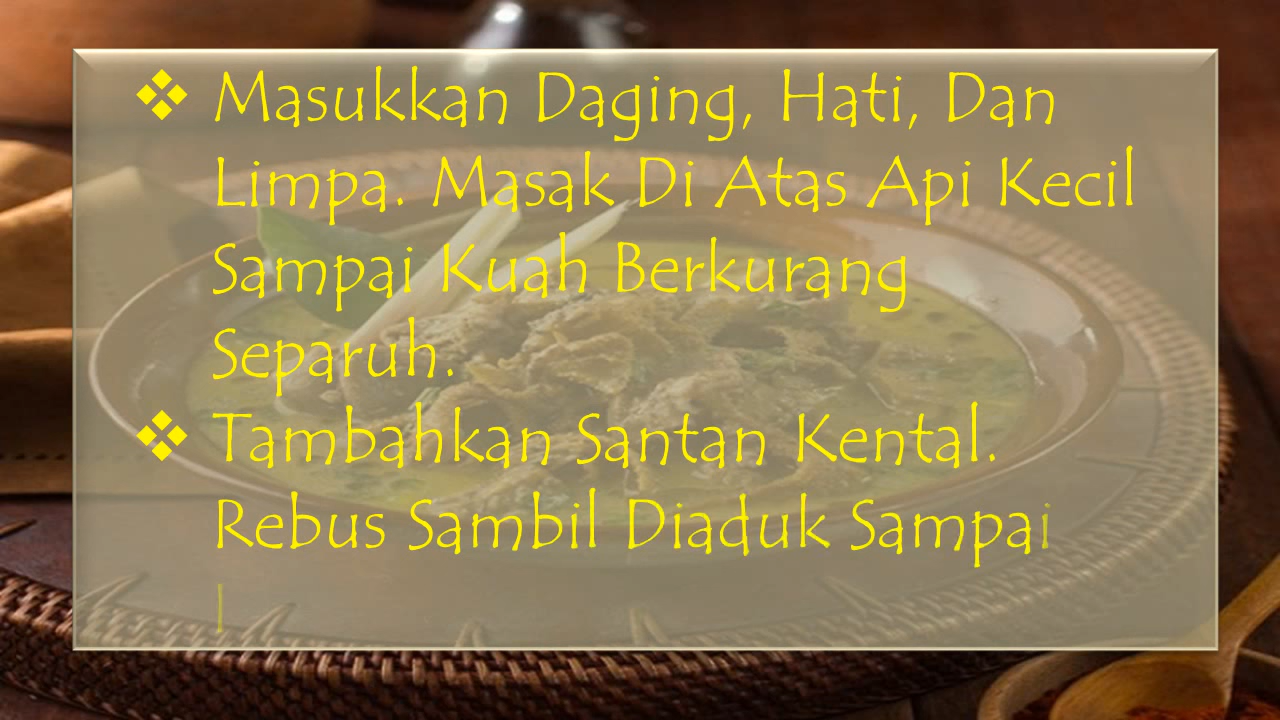 ❖ Masukkan Daging, Hati, Dan
Limpa. Masak Di Atas Api Kecil
Sampai Kuah Berkurang
Separuh.
❖ Tambahkan Santan Kental.
Rebus Sambil Diaduk Sampai